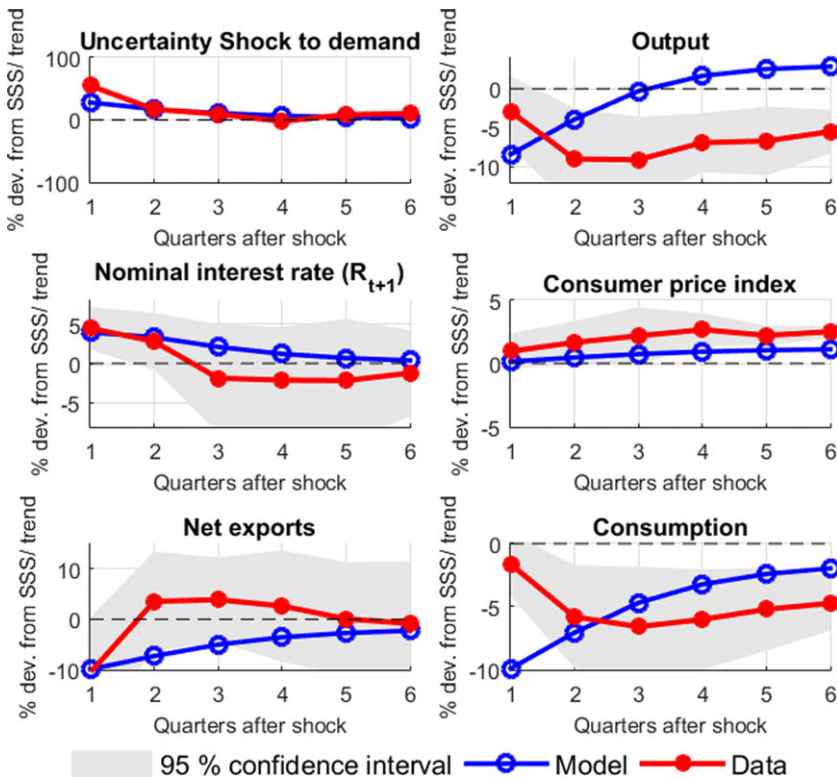 Uncertainty Shock to demand
% dev. from SSS/ trend
100
0
-100
1 2 3 4 5 6
Quarters after shock
Output
% dev. from SSS/ trend
0
-5
-10
1 2 3 4 5 6
Quarters after shock
Nominal interest rate (R_{t+1})
% dev. from SSS/ trend
5
0
-5
1 2 3 4 5 6
Quarters after shock
Consumer price index
% dev. from SSS/ trend
5
0
-5
1 2 3 4 5 6
Quarters after shock
Net exports
% dev. from SSS/ trend
10
0
-10
1 2 3 4 5 6
Quarters after shock
Consumption
% dev. from SSS/ trend
0
-5
-10
1 2 3 4 5 6
Quarters after shock
95 % confidence interval Model Data